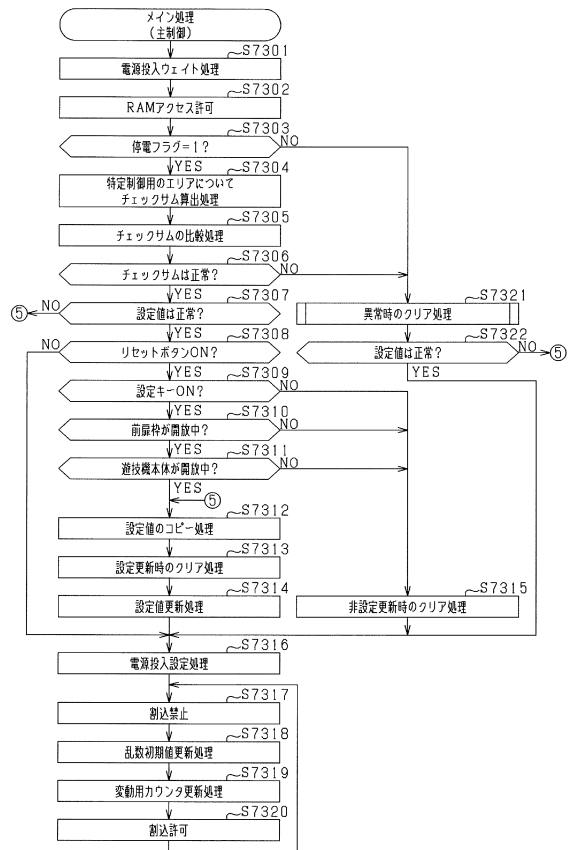 メイン処理
(主制御)
S7301
電源投入ウェイト処理
S7302
RAMアクセス許可
S7303
停電フラグ=1?
NO
YES
S7304
特定制御用のエリアについて
チェックサム算出処理
S7305
チェックサムの比較処理
S7306
チェックサムは正常?
NO
YES
S7307
NO
⑤
設定値は正常?
S7321
異常時のクリア処理
YES
S7308
NO
リセットボタンON?
S7322
設定値は正常?
NO
⑤
YES
YES
S7309
設定キーON?
NO
YES
S7310
前扉枠が開放中?
NO
YES
S7311
遊技機本体が開放中?
NO
YES
⑤
S7312
設定値のコピー処理
S7313
設定更新時のクリア処理
S7314
設定値更新処理
S7315
非設定更新時のクリア処理
S7316
電源投入設定処理
S7317
割込禁止
S7318
乱数初期値更新処理
S7319
変動用カウンタ更新処理
S7320
割込許可